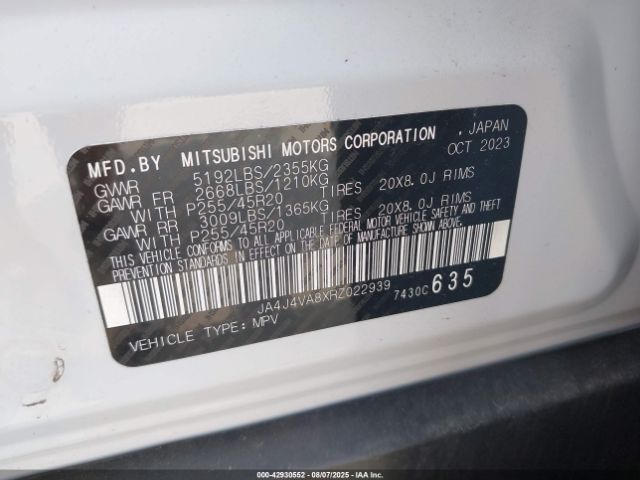 MFD.BY MITSUBISHI MOTORS CORPORATION , JAPAN
GVWR 5192LBS/2355KG OCT 2023
GAWR FR 2668LBS/1210KG TIRES 20X8.0J RIMS
WITH P255/45R20
GAWR RR 3009LBS/1365KG TIRES 20X8.0J RIMS
WITH P255/45R20
THIS VEHICLE CONFORMS TO ALL APPLICABLE FEDERAL MOTOR VEHICLE SAFETY AND THEFT
PREVENTION STANDARDS IN EFFECT ON THE DATE OF MANUFACTURE SHOWN ABOVE.
JA4J4VA8XRZ022939
7430C 635
VEHICLE TYPE: MPV
000-42930552 - 08/07/2025 - IAAI.com